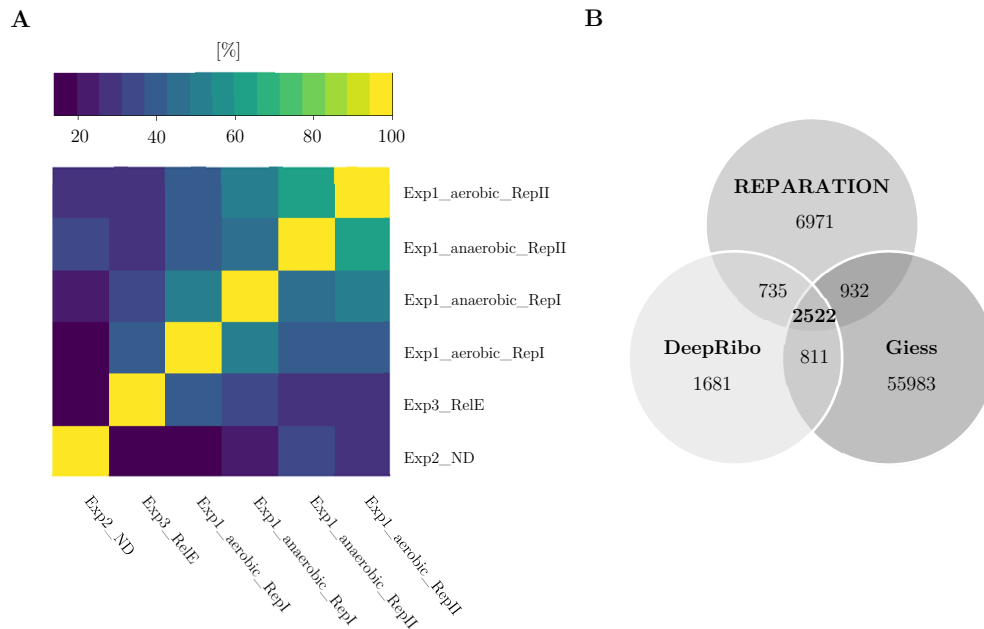 A
[%]
20 40 60 80 100
Exp1_aerobic_RepII
Exp1_anaerobic_RepII
Exp1_anaerobic_RepI
Exp1_aerobic_RepI
Exp3_RelE
Exp2_ND
Exp2_ND
Exp3_RelE
Exp1_aerobic_RepI
Exp1_anaerobic_RepI
Exp1_anaerobic_RepII
Exp1_aerobic_RepII
B
REPARATION
6971
735 932
2522
DeepRibo 811 Giess
1681 55983